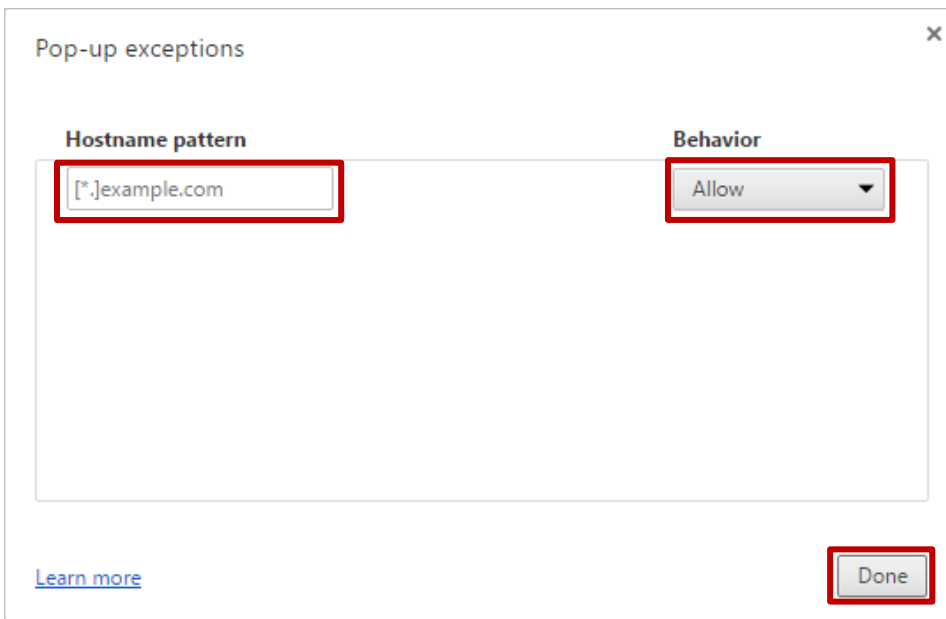 Pop-up exceptions
×
Hostname pattern
Behavior
[*.]example.com
Allow
Learn more
Done